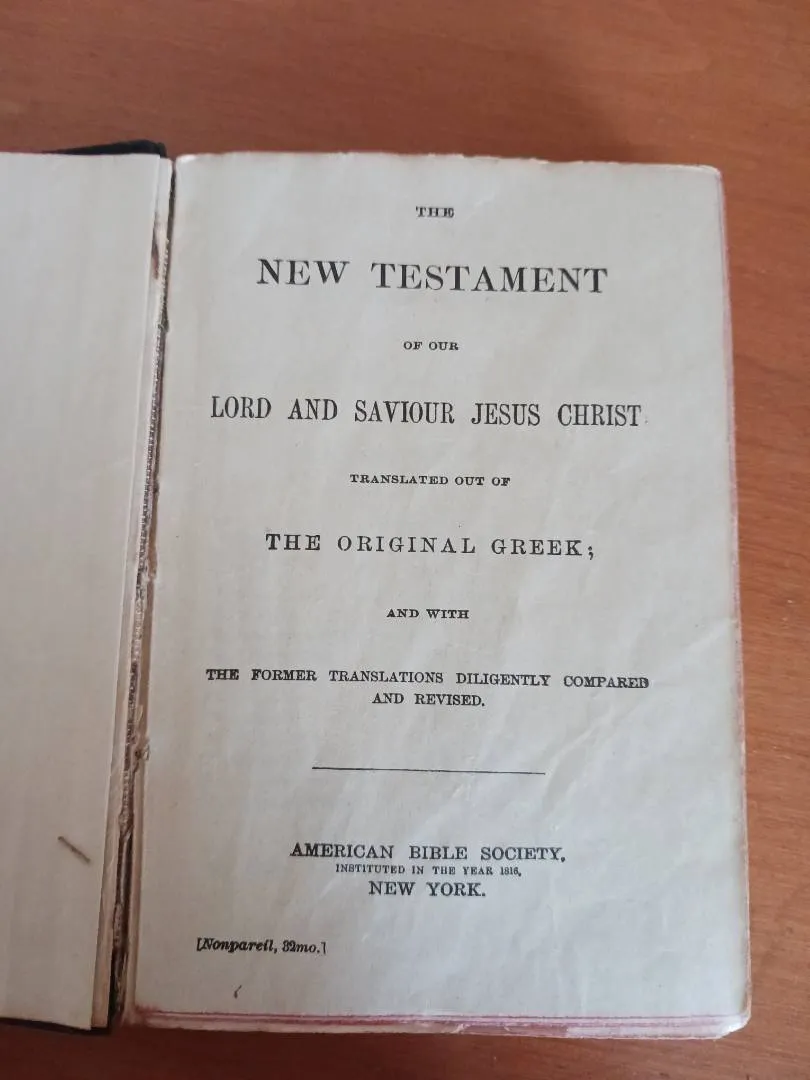 THE
NEW TESTAMENT
OF OUR
LORD AND SAVIOUR JESUS CHRIST
TRANSLATED OUT OF
THE ORIGINAL GREEK;
AND WITH
THE FORMER TRANSLATIONS DILIGENTLY COMPARED
AND REVISED.
AMERICAN BIBLE SOCIETY,
INSTITUTED IN THE YEAR 1816,
NEW YORK.
[Nonpareil, 32mo.]